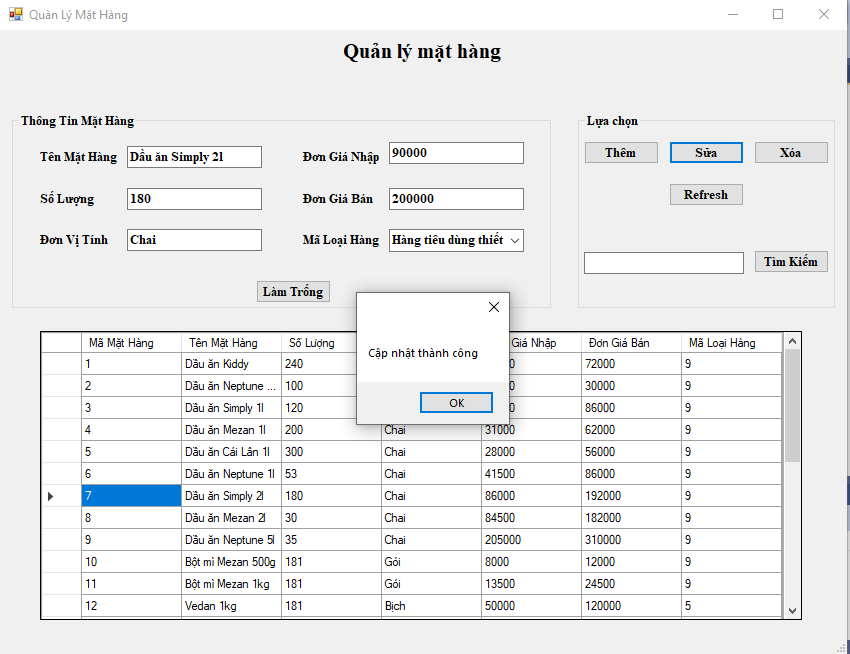 Quản Lý Mặt Hàng
Quản lý mặt hàng
Thông Tin Mặt Hàng
Tên Mặt Hàng Dầu ăn Simply 2l Đơn Giá Nhập 90000
Số Lượng 180 Đơn Giá Bán 200000
Đơn Vị Tính Chai Mã Loại Hàng Hàng tiêu dùng thiết
Làm Trống
Lựa chọn
Thêm Sửa Xóa
Refresh
Tìm Kiếm
Cập nhật thành công
OK
Mã Mặt Hàng Tên Mặt Hàng Số Lượng Giá Nhập Đơn Giá Bán Mã Loại Hàng
1 Dầu ăn Kiddy 240 72000 9
2 Dầu ăn Neptune ... 100 30000 9
3 Dầu ăn Simply 1l 120 86000 9
4 Dầu ăn Mezan 1l 200 Chai 31000 62000 9
5 Dầu ăn Cái Lân 1l 300 Chai 28000 56000 9
6 Dầu ăn Neptune 1l 53 Chai 41500 86000 9
7 Dầu ăn Simply 2l 180 Chai 86000 192000 9
8 Dầu ăn Mezan 2l 30 Chai 84500 182000 9
9 Dầu ăn Neptune 5l 35 Chai 205000 310000 9
10 Bột mì Mezan 500g 181 Gói 8000 12000 9
11 Bột mì Mezan 1kg 181 Gói 13500 24500 9
12 Vedan 1kg 181 Bịch 50000 120000 5